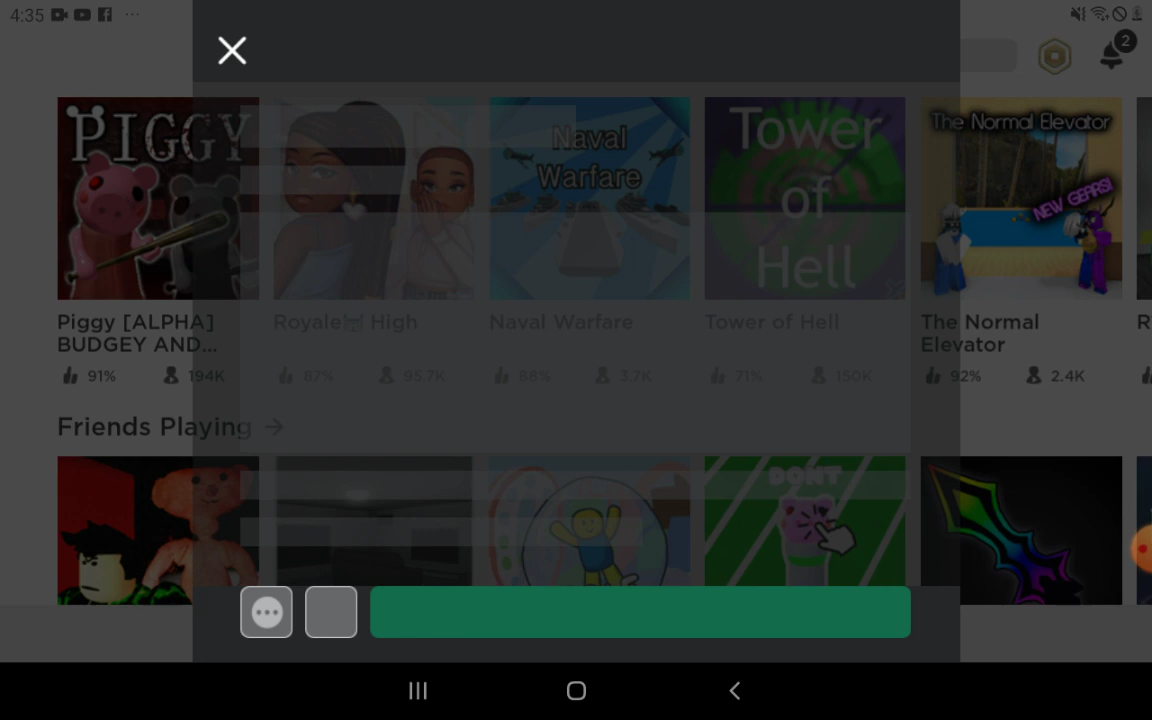 4:35
2
PIGGY
Naval
Warfare
Tower
of
Hell
The Normal Elevator
NEW GEARS!
Piggy [ALPHA]
BUDGEY AND...
Royale High
Naval Warfare
Tower of Hell
The Normal
Elevator
R
91% 194K 87% 95.7K 88% 3.7K 71% 150K 92% 2.4K
Friends Playing →
DONT